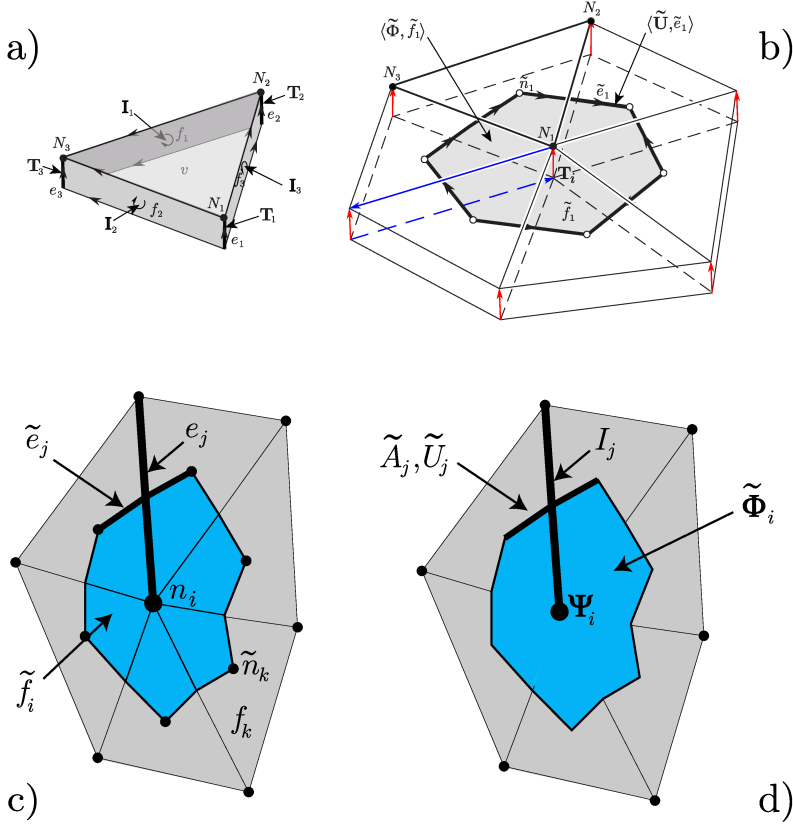 a)
N₂
T₂
I₁
f₁
e₂
N₃
T₃
v
f₃
I₃
e₃
N₁
T₁
I₂
f₂
e₁
b)
N₂
⟨Φ̃, f̃₁⟩
⟨Ũ, ẽ₁⟩
N₃
ñ₁
ẽ₁
N₁
Tᵢ
f̃₁
c)
ẽⱼ
eⱼ
nᵢ
ñₖ
f̃ᵢ
fₖ
d)
Ãⱼ, Ũⱼ
Iⱼ
Φ̃ᵢ
Ψᵢ